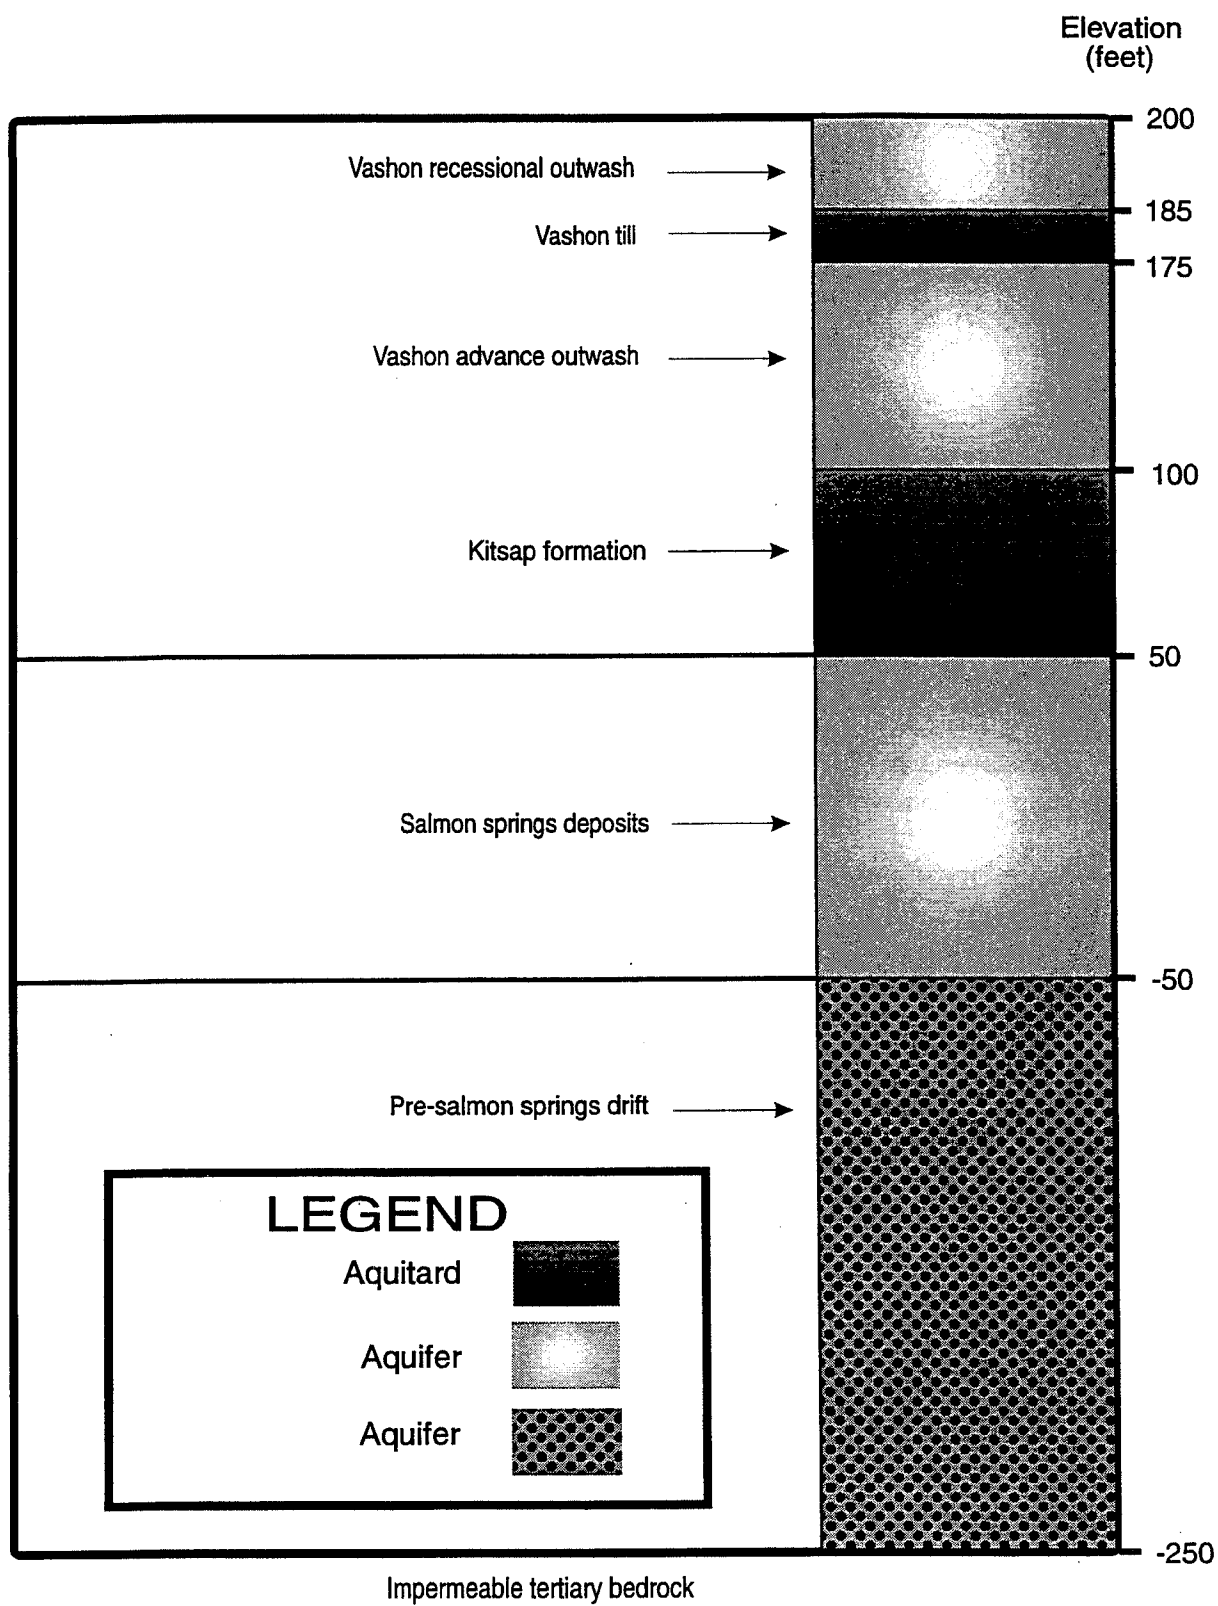 Elevation
(feet)
200
Vashon recessional outwash
185
Vashon till
175
Vashon advance outwash
100
Kitsap formation
50
Salmon springs deposits
-50
Pre-salmon springs drift
LEGEND
Aquitard
Aquifer
Aquifer
-250
Impermeable tertiary bedrock